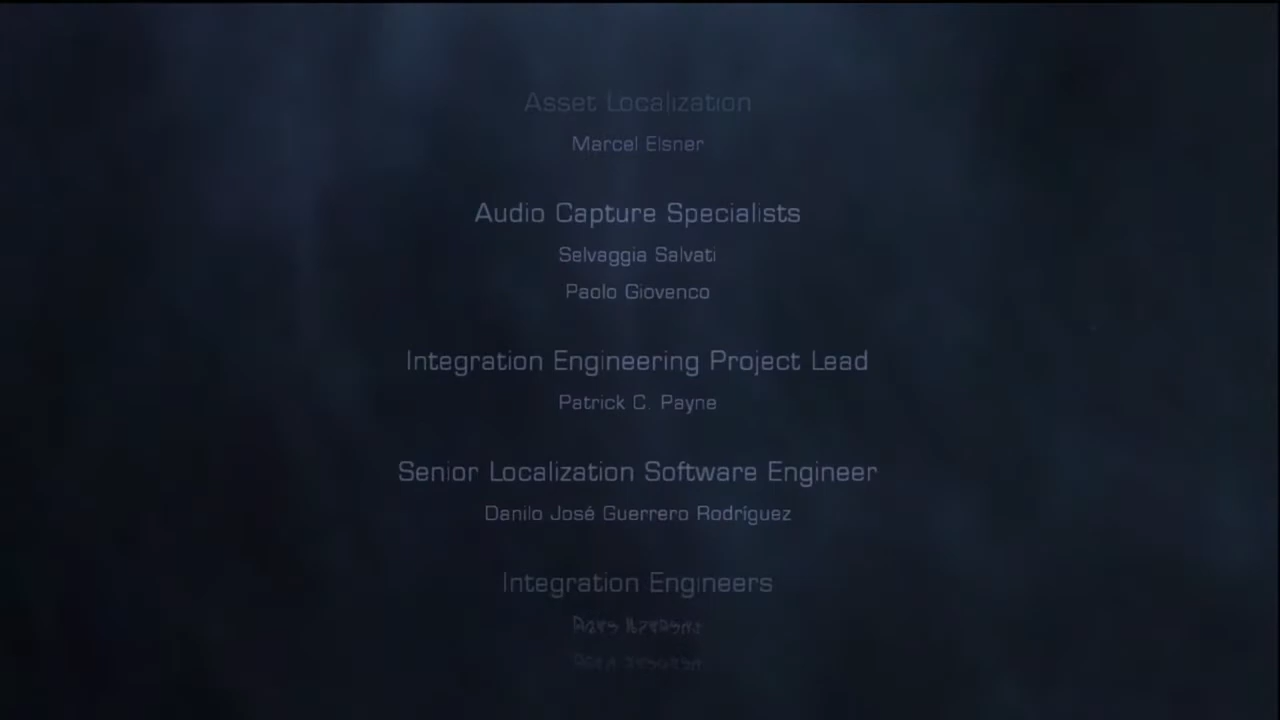 Asset Localization
Marcel Elsner
Audio Capture Specialists
Selvaggia Salvati
Paolo Giovenco
Integration Engineering Project Lead
Patrick C. Payne
Senior Localization Software Engineer
Danilo José Guerrero Rodríguez
Integration Engineers